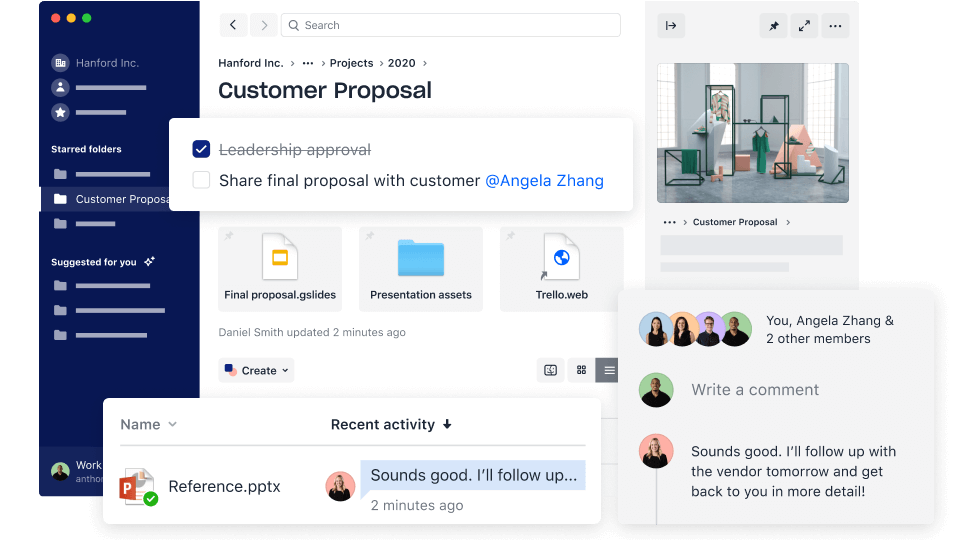 Hanford Inc.
Starred folders
Customer Proposa
Suggested for you
Work
Search
Hanford Inc. > ... > Projects > 2020 >
Customer Proposal
Leadership approval
Share final proposal with customer @Angela Zhang
Final proposal.gslides
Presentation assets
Trello.web
Daniel Smith updated 2 minutes ago
Create
Name
Recent activity
P
Reference.pptx
Sounds good. I’ll follow up...
2 minutes ago
... > Customer Proposal >
You, Angela Zhang &
2 other members
Write a comment
Sounds good. I’ll follow up with
the vendor tomorrow and get
back to you in more detail!